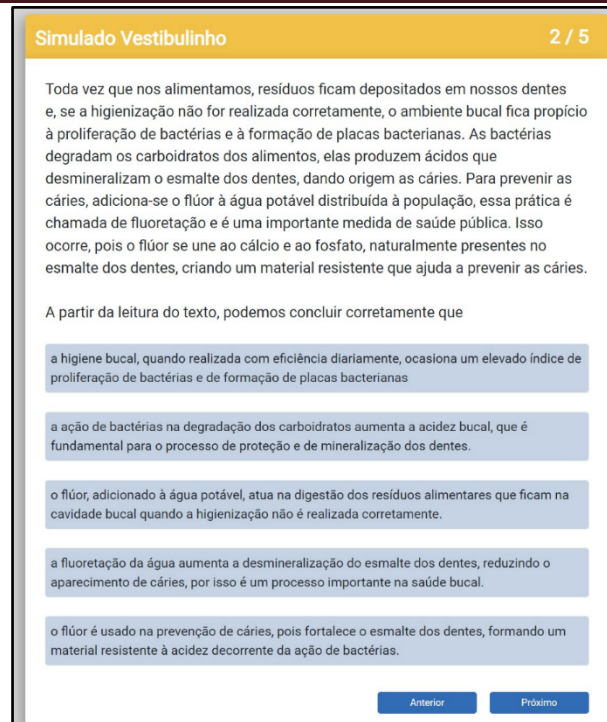 Simulado Vestibulinho 2 / 5
Toda vez que nos alimentamos, resíduos ficam depositados em nossos dentes
e, se a higienização não for realizada corretamente, o ambiente bucal fica propício
à proliferação de bactérias e à formação de placas bacterianas. As bactérias
degradam os carboidratos dos alimentos, elas produzem ácidos que
desmineralizam o esmalte dos dentes, dando origem as cáries. Para prevenir as
cáries, adiciona-se o flúor à água potável distribuída à população, essa prática é
chamada de fluoretação e é uma importante medida de saúde pública. Isso
ocorre, pois o flúor se une ao cálcio e ao fosfato, naturalmente presentes no
esmalte dos dentes, criando um material resistente que ajuda a prevenir as cáries.
A partir da leitura do texto, podemos concluir corretamente que
a higiene bucal, quando realizada com eficiência diariamente, ocasiona um elevado índice de
proliferação de bactérias e de formação de placas bacterianas
a ação de bactérias na degradação dos carboidratos aumenta a acidez bucal, que é
fundamental para o processo de proteção e de mineralização dos dentes.
o flúor, adicionado à água potável, atua na digestão dos resíduos alimentares que ficam na
cavidade bucal quando a higienização não é realizada corretamente.
a fluoretação da água aumenta a desmineralização do esmalte dos dentes, reduzindo o
aparecimento de cáries, por isso é um processo importante na saúde bucal.
o flúor é usado na prevenção de cáries, pois fortalece o esmalte dos dentes, formando um
material resistente à acidez decorrente da ação de bactérias.
Anterior Próximo